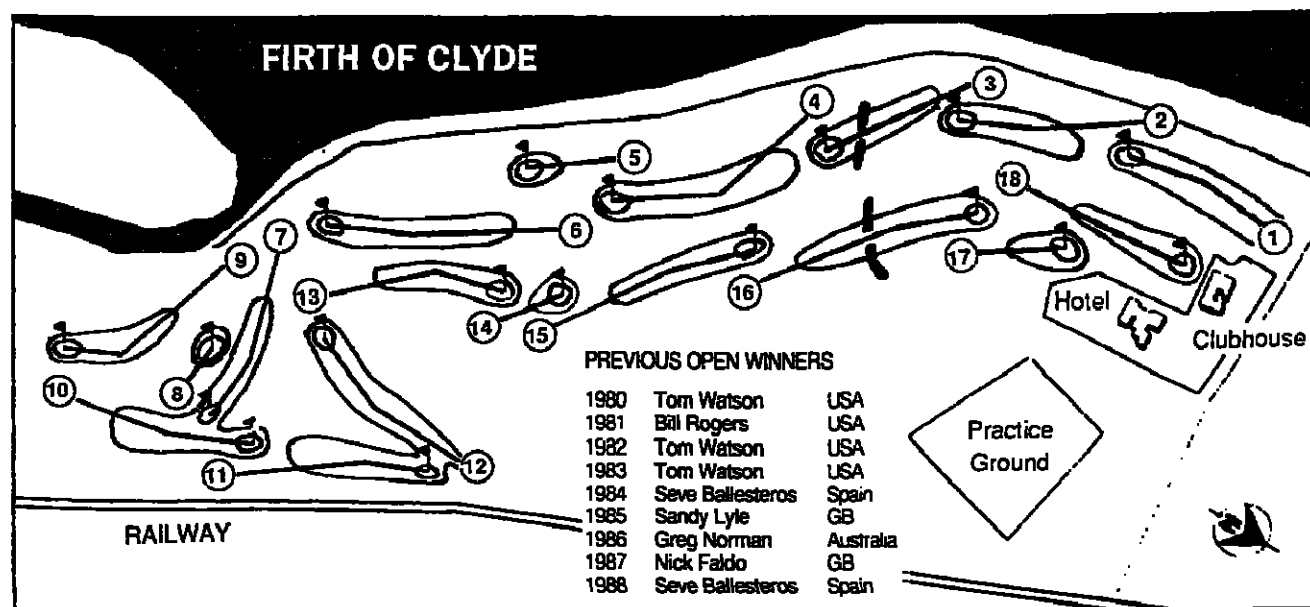 FIRTH OF CLYDE
3
4
2
5
18
6
1
7
9
17
13
16
14
15
Hotel
Clubhouse
8
10
PREVIOUS OPEN WINNERS
1980 Tom Watson USA
1981 Bill Rogers USA
1982 Tom Watson USA
1983 Tom Watson USA
1984 Seve Ballesteros Spain
1985 Sandy Lyle GB
1986 Greg Norman Australia
1987 Nick Faldo GB
1988 Seve Ballesteros Spain
Practice
Ground
11
12
RAILWAY